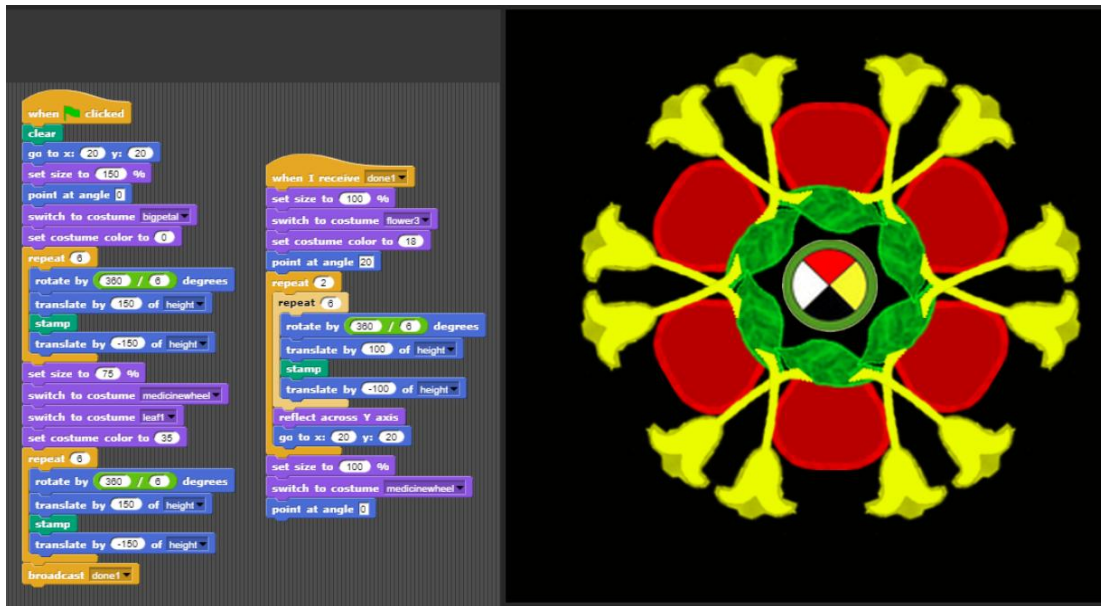 when clicked
clear
go to x: 20 y: 20
set size to 150 %
point at angle 0
switch to costume bigpetal
set costume color to 0
repeat 6
rotate by 360 / 6 degrees
translate by 150 of height
stamp
translate by -150 of height
set size to 75 %
switch to costume medicinewheel
switch to costume leaf1
set costume color to 35
repeat 6
rotate by 360 / 6 degrees
translate by 150 of height
stamp
translate by -150 of height
broadcast done1
when I receive done1
set size to 100 %
switch to costume flower3
set costume color to 18
point at angle 20
repeat 2
repeat 6
rotate by 360 / 6 degrees
translate by 100 of height
stamp
translate by -100 of height
reflect across Y axis
go to x: 20 y: 20
set size to 100 %
switch to costume medicinewheel
point at angle 0